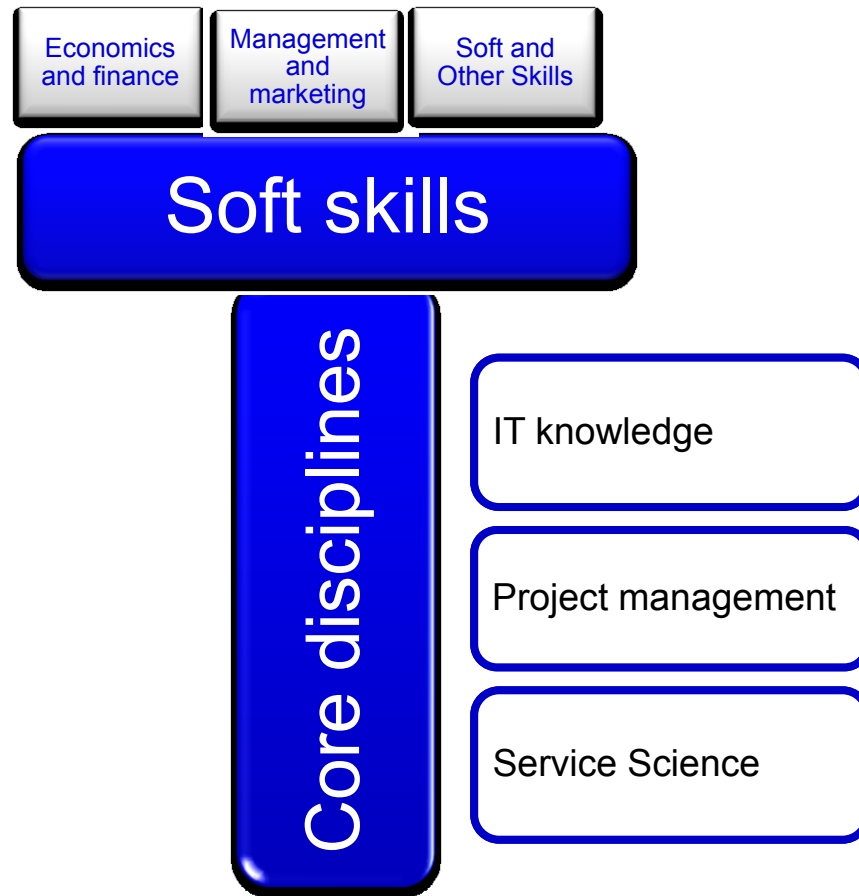 Economics
and finance
Management
and
marketing
Soft and
Other Skills
Soft skills
Core disciplines
IT knowledge
Project management
Service Science